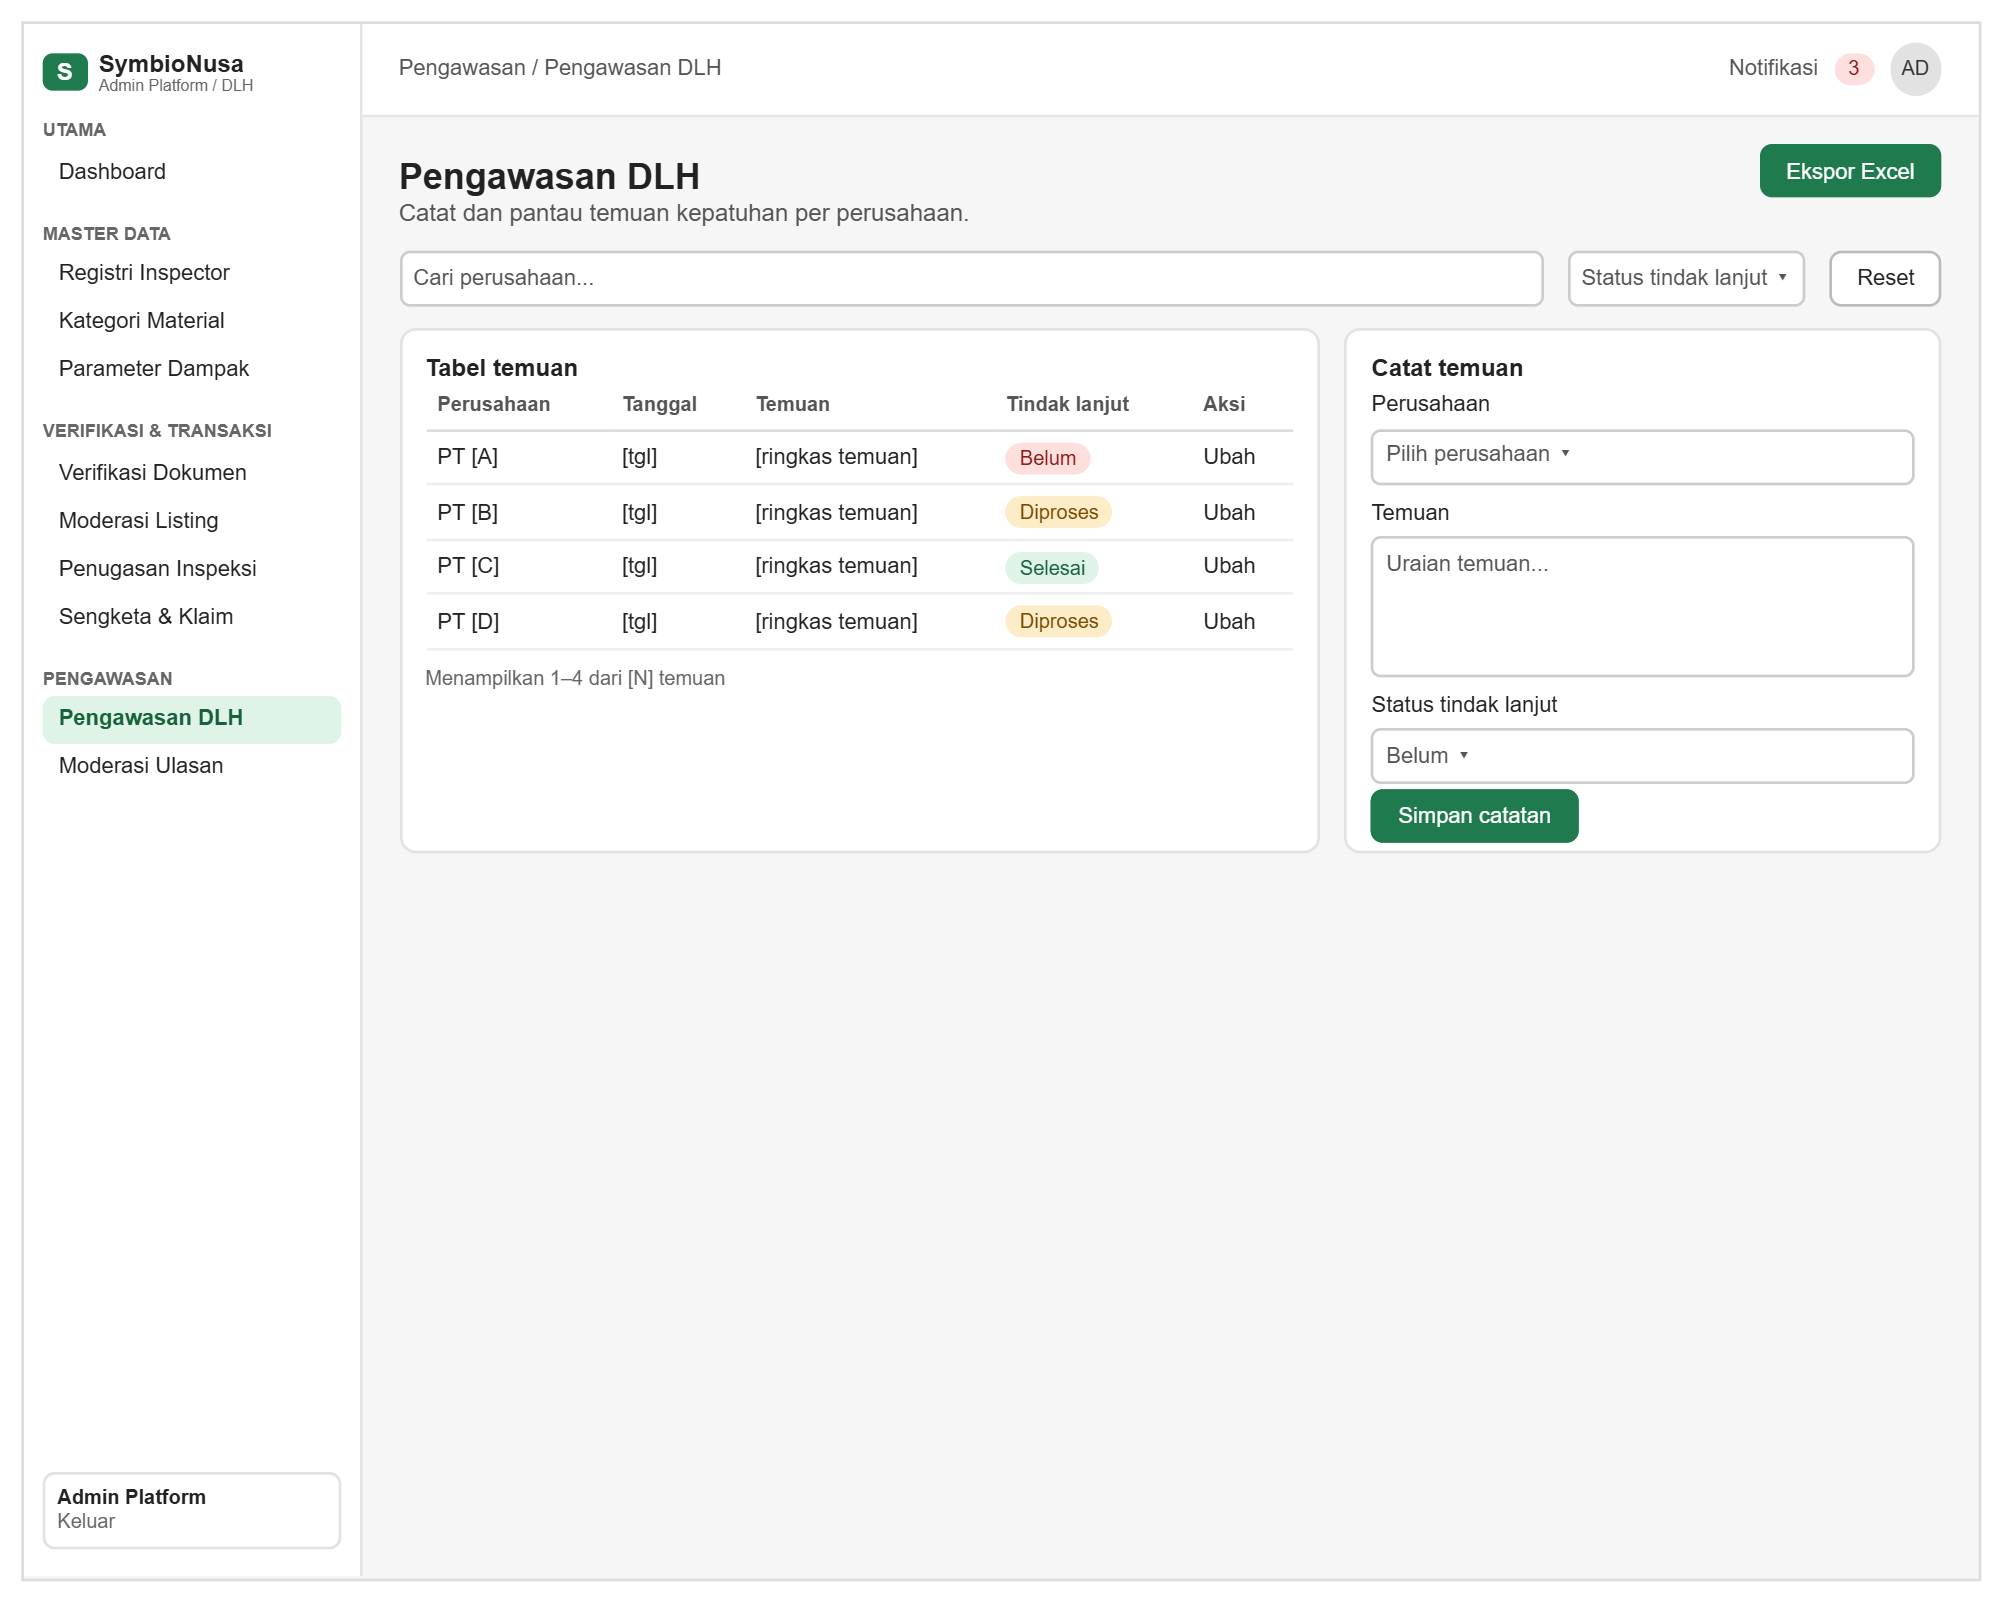 S
SymbioNusa
Admin Platform / DLH
UTAMA
Dashboard
MASTER DATA
Registri Inspector
Kategori Material
Parameter Dampak
VERIFIKASI & TRANSAKSI
Verifikasi Dokumen
Moderasi Listing
Penugasan Inspeksi
Sengketa & Klaim
PENGAWASAN
Pengawasan DLH
Moderasi Ulasan
Admin Platform
Keluar
Pengawasan / Pengawasan DLH
Notifikasi 3 AD
Pengawasan DLH
Catat dan pantau temuan kepatuhan per perusahaan.
Ekspor Excel
Cari perusahaan...
Status tindak lanjut ▾
Reset
Tabel temuan
Perusahaan Tanggal Temuan Tindak lanjut Aksi
PT [A] [tgl] [ringkas temuan] Belum Ubah
PT [B] [tgl] [ringkas temuan] Diproses Ubah
PT [C] [tgl] [ringkas temuan] Selesai Ubah
PT [D] [tgl] [ringkas temuan] Diproses Ubah
Menampilkan 1–4 dari [N] temuan
Catat temuan
Perusahaan
Pilih perusahaan ▾
Temuan
Uraian temuan...
Status tindak lanjut
Belum ▾
Simpan catatan